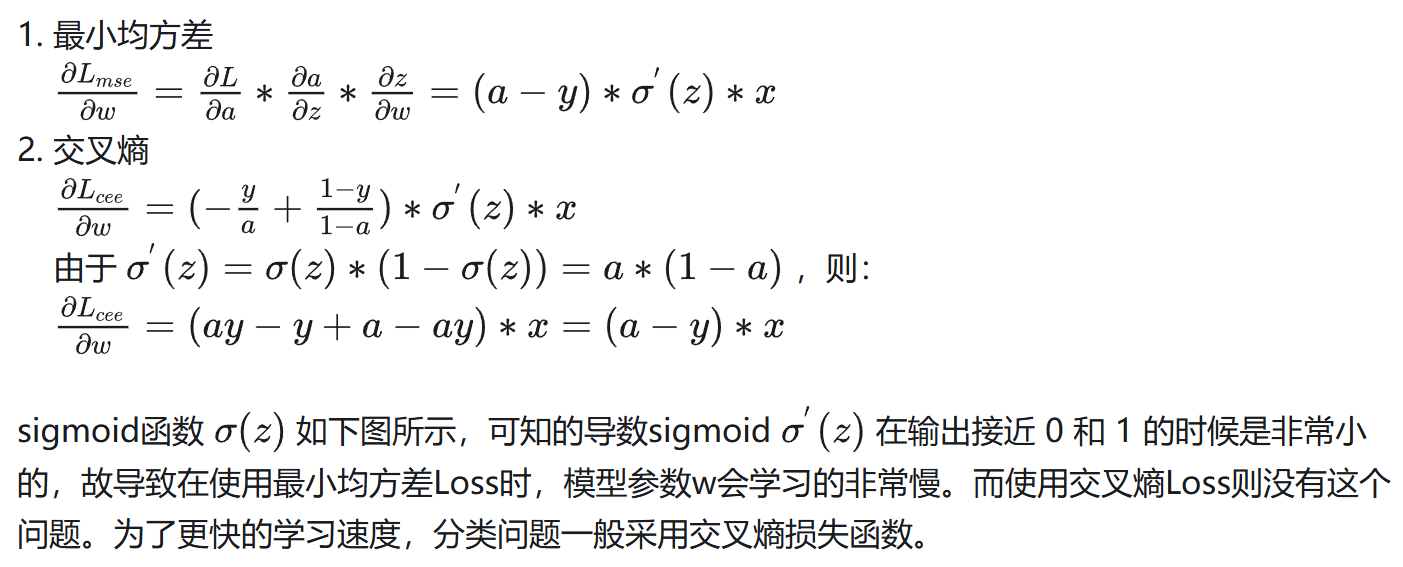 1. 最小均方差
$\frac{\partial L_{mse}}{\partial w} = \frac{\partial L}{\partial a} * \frac{\partial a}{\partial z} * \frac{\partial z}{\partial w} = (a - y) * \sigma^{'}(z) * x$
2. 交叉熵
$\frac{\partial L_{cee}}{\partial w} = (-\frac{y}{a} + \frac{1-y}{1-a}) * \sigma^{'}(z) * x$
由于 $\sigma^{'}(z) = \sigma(z) * (1 - \sigma(z)) = a * (1 - a)$ ，则：
$\frac{\partial L_{cee}}{\partial w} = (ay - y + a - ay) * x = (a - y) * x$
sigmoid函数 $\sigma(z)$ 如下图所示，可知的导数sigmoid $\sigma^{'}(z)$ 在输出接近 0 和 1 的时候是非常小
的，故导致在使用最小均方差Loss时，模型参数w会学习的非常慢。而使用交叉熵Loss则没有这个
问题。为了更快的学习速度，分类问题一般采用交叉熵损失函数。